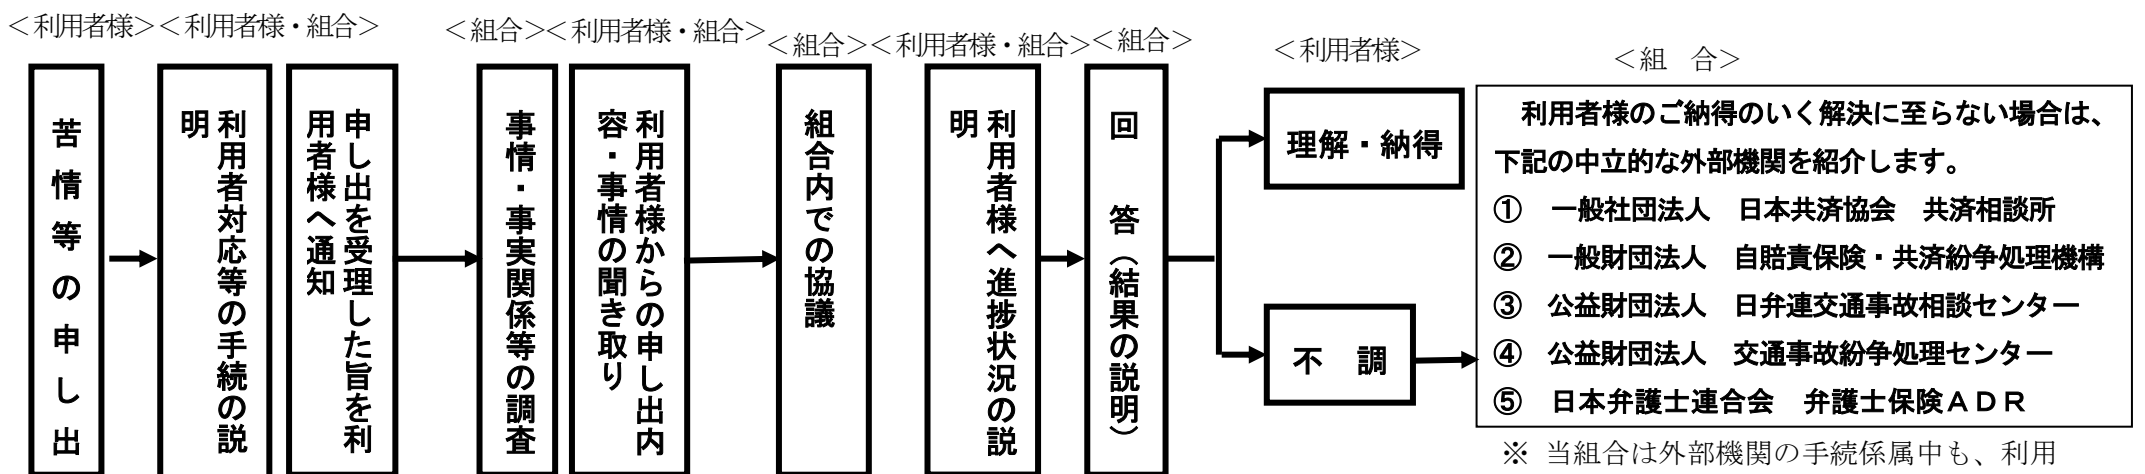 ＜利用者様＞＜利用者様・組合＞
＜組合＞＜利用者様・組合＞
＜組合＞＜利用者様・組合＞
＜組合＞
＜利用者様＞
＜組　合＞
苦情等の申し出
利用者対応等の手続の説
明
申し出を受理した旨を利
用者様へ通知
事情・事実関係等の調査
利用者様からの申し出内
容・事情の聞き取り
組合内での協議
利用者様へ進捗状況の説
明
回　答（結果の説明）
理解・納得
不　調
利用者様のご納得のいく解決に至らない場合は、
下記の中立的な外部機関を紹介します。
①　一般社団法人　日本共済協会　共済相談所
②　一般財団法人　自賠責保険・共済紛争処理機構
③　公益財団法人　日弁連交通事故相談センター
④　公益財団法人　交通事故紛争処理センター
⑤　日本弁護士連合会　弁護士保険ＡＤＲ
※ 当組合は外部機関の手続係属中も、利用